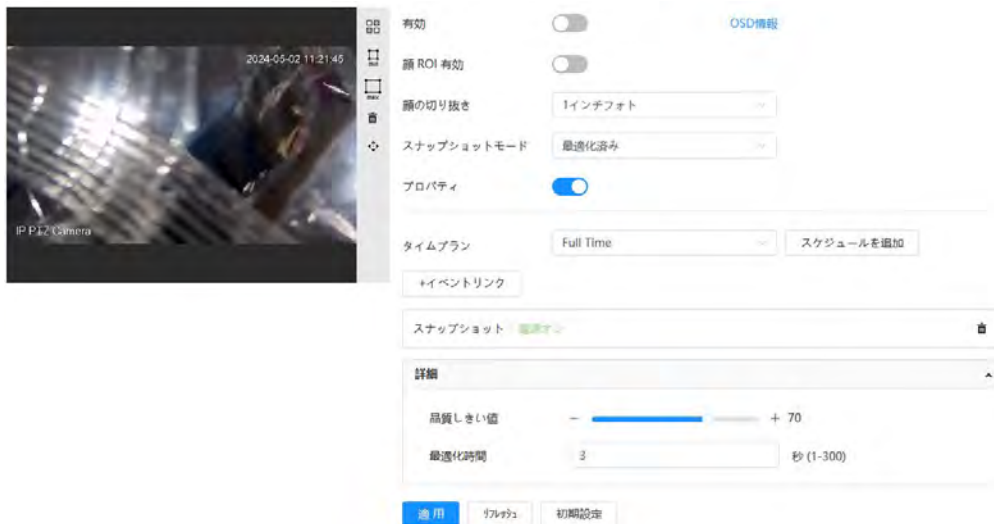 有効
OSD情報
2024-05-02 11:21:45
顔 ROI 有効
顔の切り抜き
1インチフォト
スナップショットモード
最適化済み
プロパティ
IP PTZ Camera
タイムプラン
Full Time
スケジュールを追加
+イベントリンク
スナップショット
詳細
品質しきい値
- + 70
最適化時間
3
秒 (1-300)
適用
リフレッシュ
初期設定